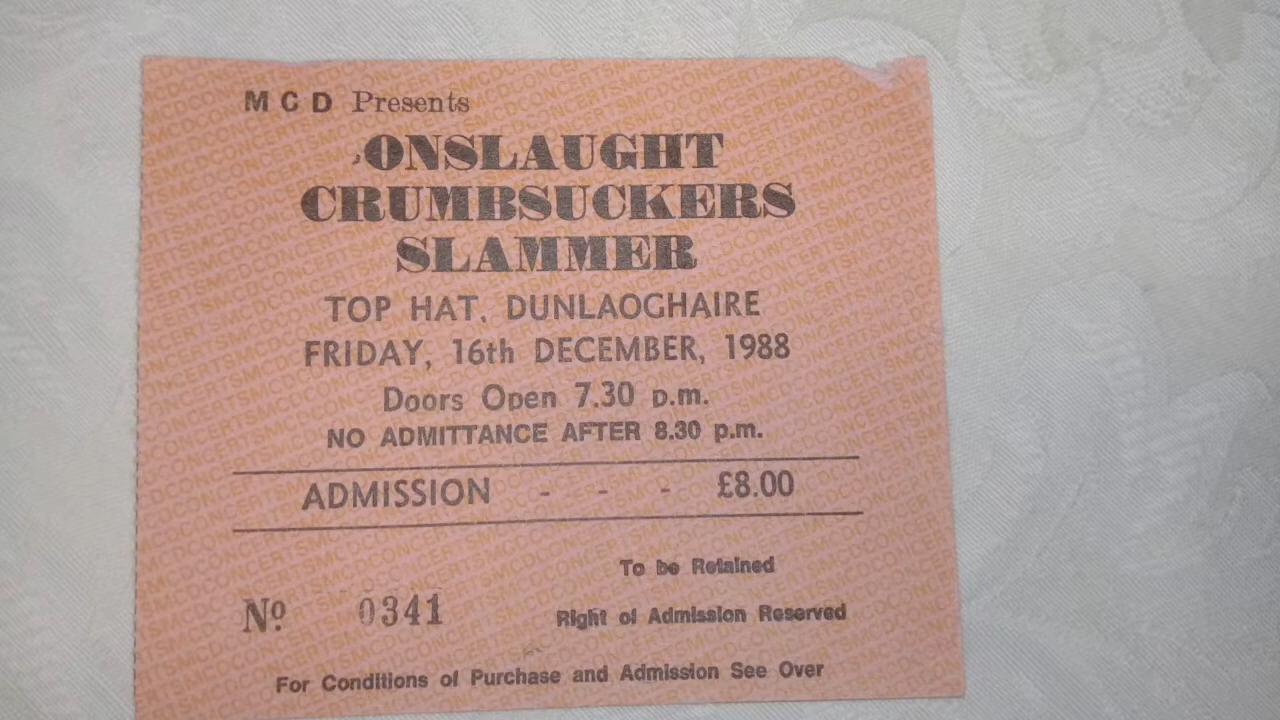 MCD Presents
ONSLAUGHT
CRUMBSUCKERS
SLAMMER
TOP HAT, DUNLAOGHAIRE
FRIDAY, 16th DECEMBER, 1988
Doors Open 7.30 p.m.
NO ADMITTANCE AFTER 8.30 p.m.
ADMISSION - - - £8.00
To be Retained
Nº. 0341
Right of Admission Reserved
For Conditions of Purchase and Admission See Over